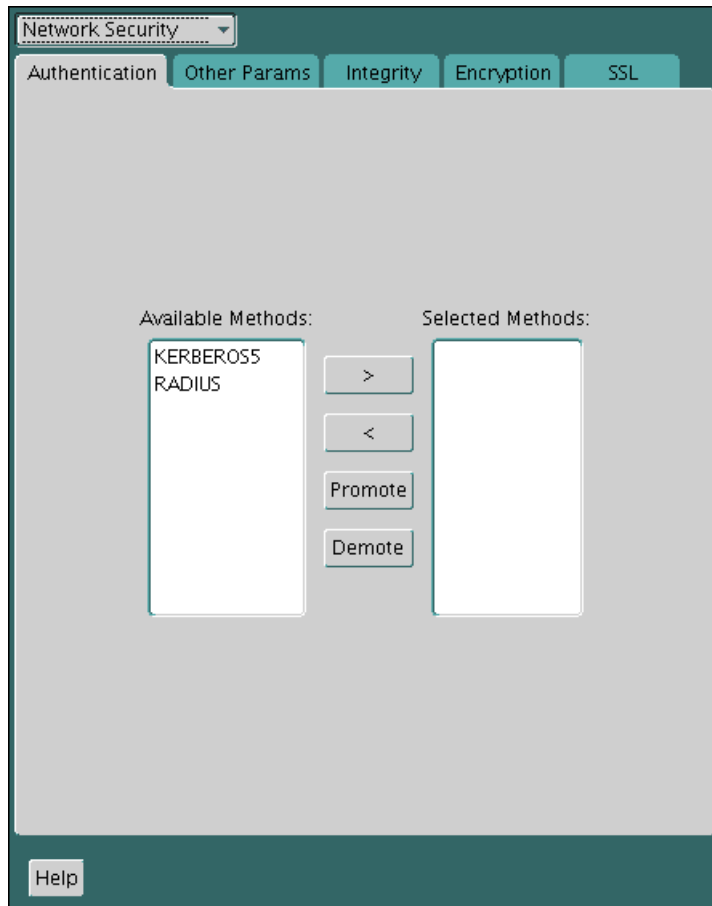 Network Security
Authentication Other Params Integrity Encryption SSL
Available Methods: Selected Methods:
KERBEROS5
RADIUS
>
<
Promote
Demote
Help